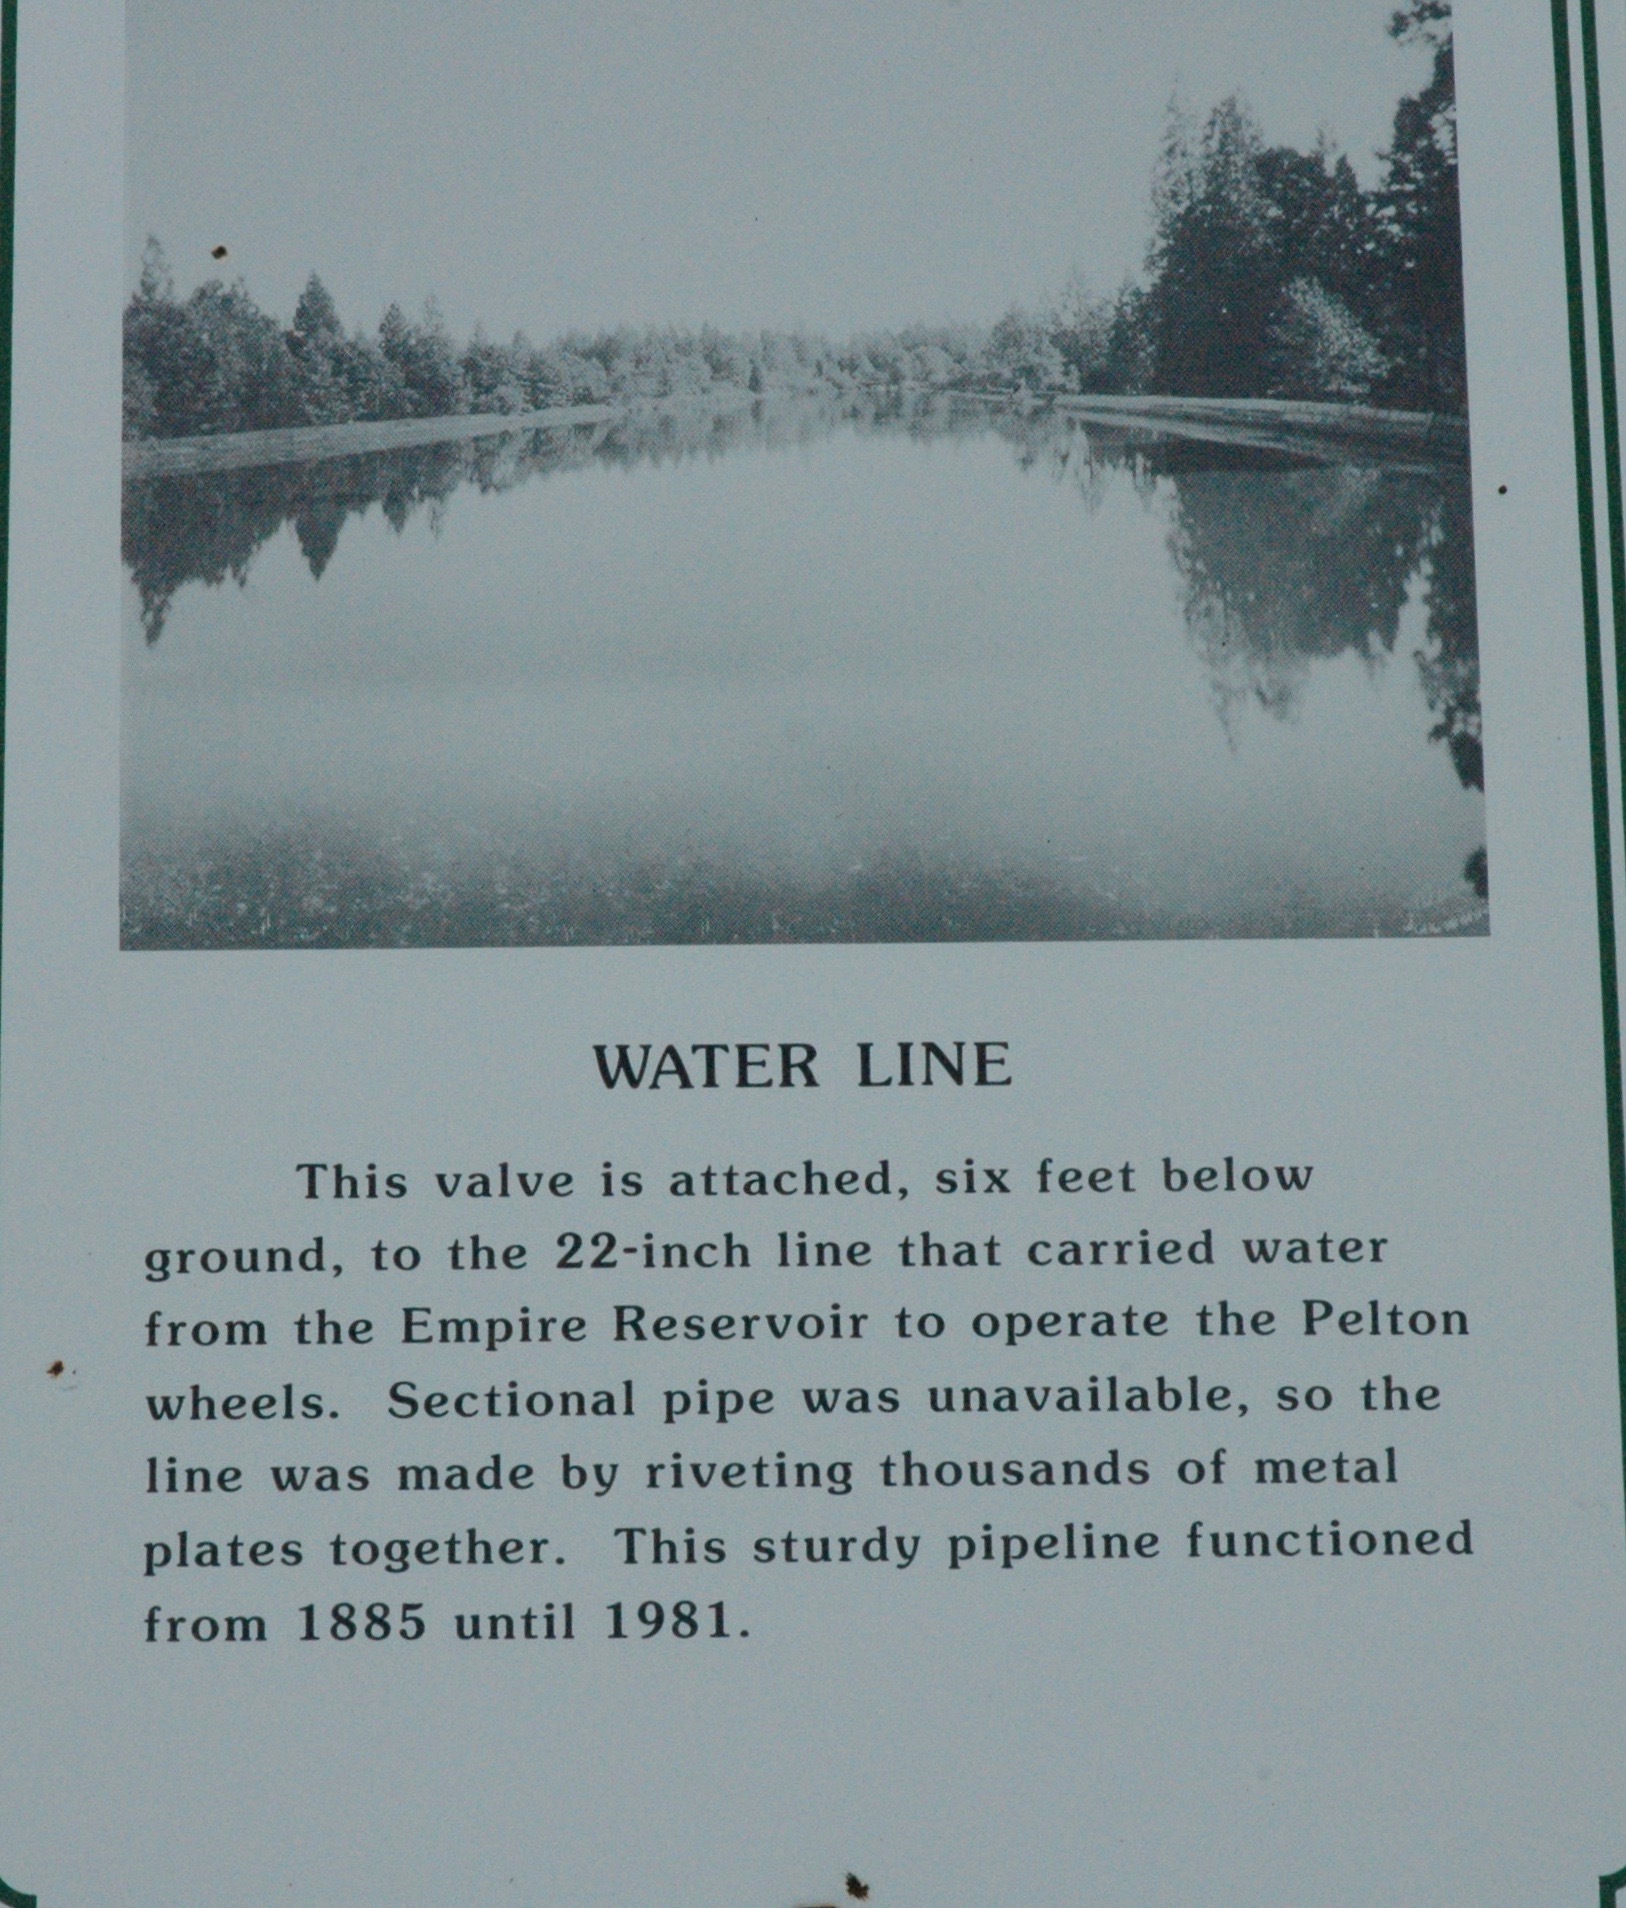 WATER LINE
This valve is attached, six feet below
ground, to the 22-inch line that carried water
from the Empire Reservoir to operate the Pelton
wheels. Sectional pipe was unavailable, so the
line was made by riveting thousands of metal
plates together. This sturdy pipeline functioned
from 1885 until 1981.